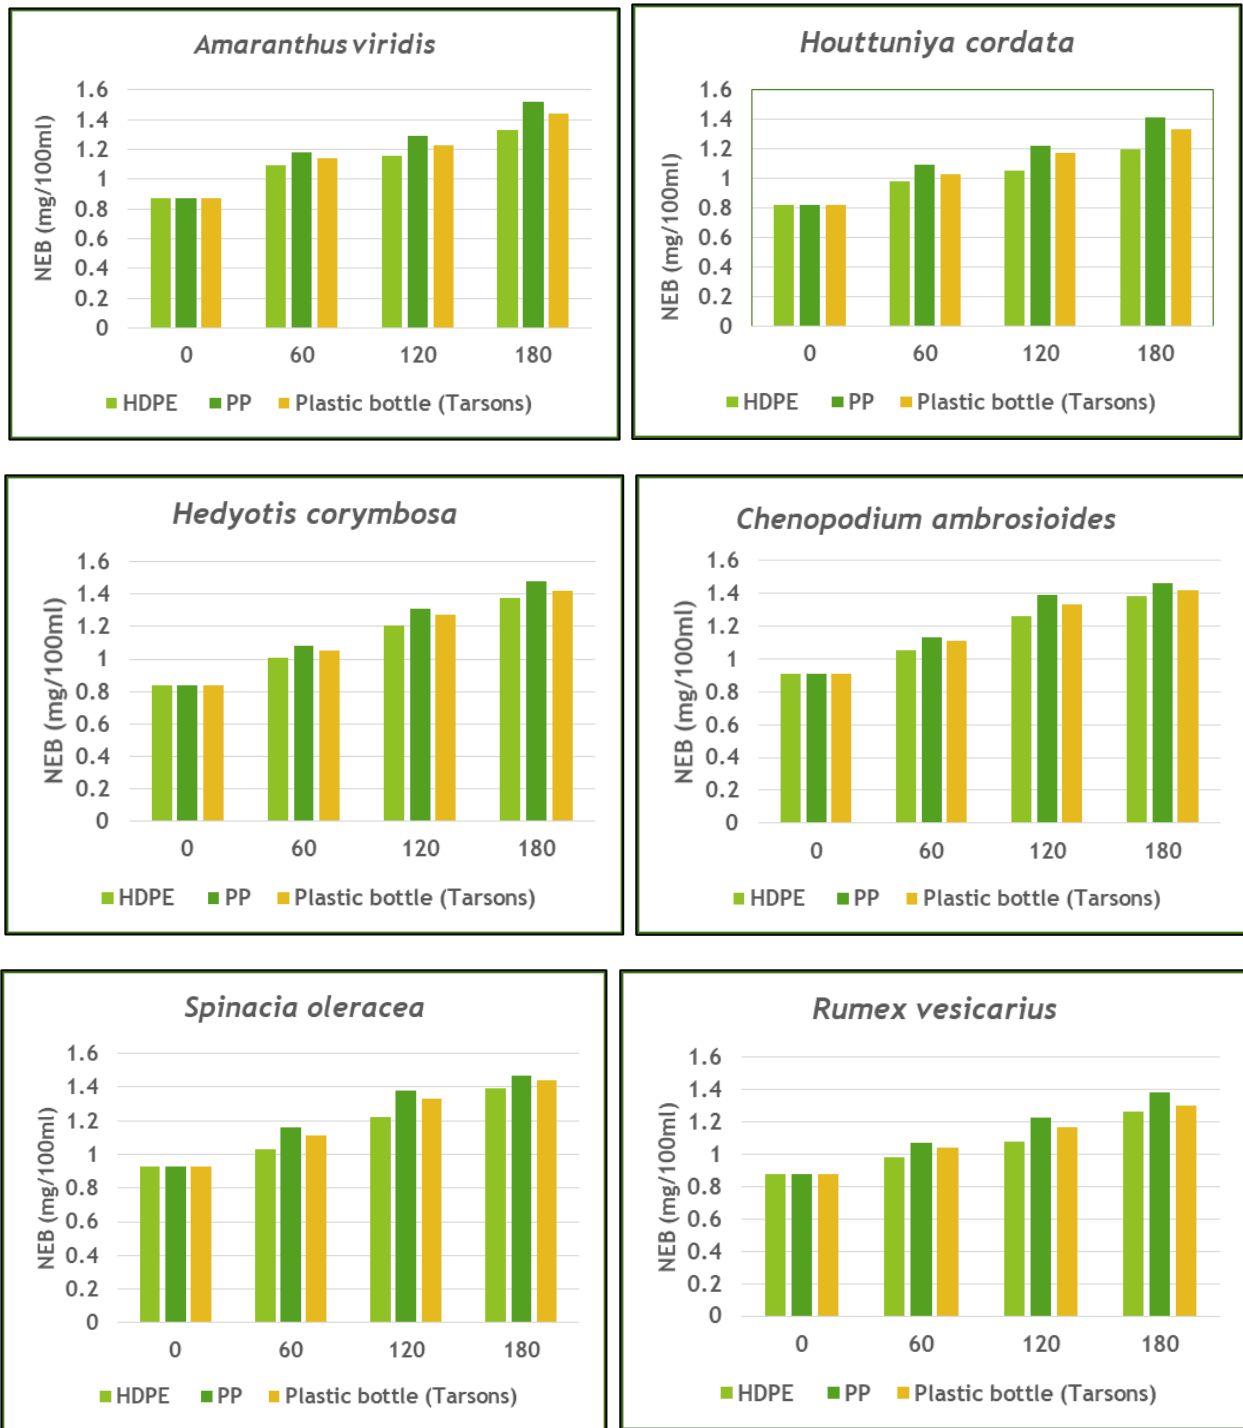 Amaranthus viridis
NEB (mg/100ml)
1.6
1.4
1.2
1
0.8
0.6
0.4
0.2
0
0 60 120 180
HDPE PP Plastic bottle (Tarsons)
Houttuniya cordata
NEB (mg/100ml)
1.6
1.4
1.2
1
0.8
0.6
0.4
0.2
0
0 60 120 180
HDPE PP Plastic bottle (Tarsons)
Hedyotis corymbosa
NEB (mg/100ml)
1.6
1.4
1.2
1
0.8
0.6
0.4
0.2
0
0 60 120 180
HDPE PP Plastic bottle (Tarsons)
Chenopodium ambrosioides
NEB (mg/100ml)
1.6
1.4
1.2
1
0.8
0.6
0.4
0.2
0
0 60 120 180
HDPE PP Plastic bottle (Tarsons)
Spinacia oleracea
NEB (mg/100ml)
1.6
1.4
1.2
1
0.8
0.6
0.4
0.2
0
0 60 120 180
HDPE PP Plastic bottle (Tarsons)
Rumex vesicarius
NEB (mg/100ml)
1.6
1.4
1.2
1
0.8
0.6
0.4
0.2
0
0 60 120 180
HDPE PP Plastic bottle (Tarsons)